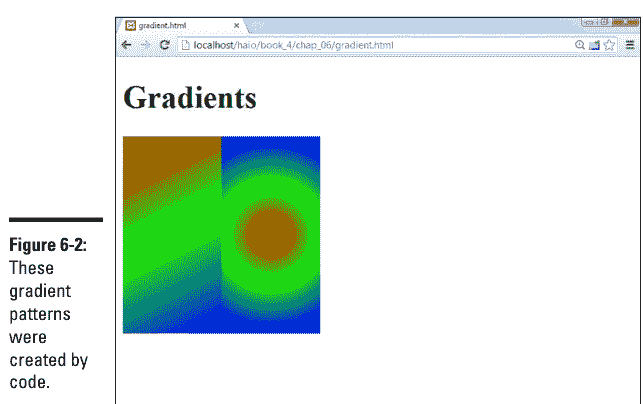 gradient.html
localhost/haio/book_4/chap_06/gradient.html
Gradients
Figure 6-2:
These
gradient
patterns
were
created by
code.